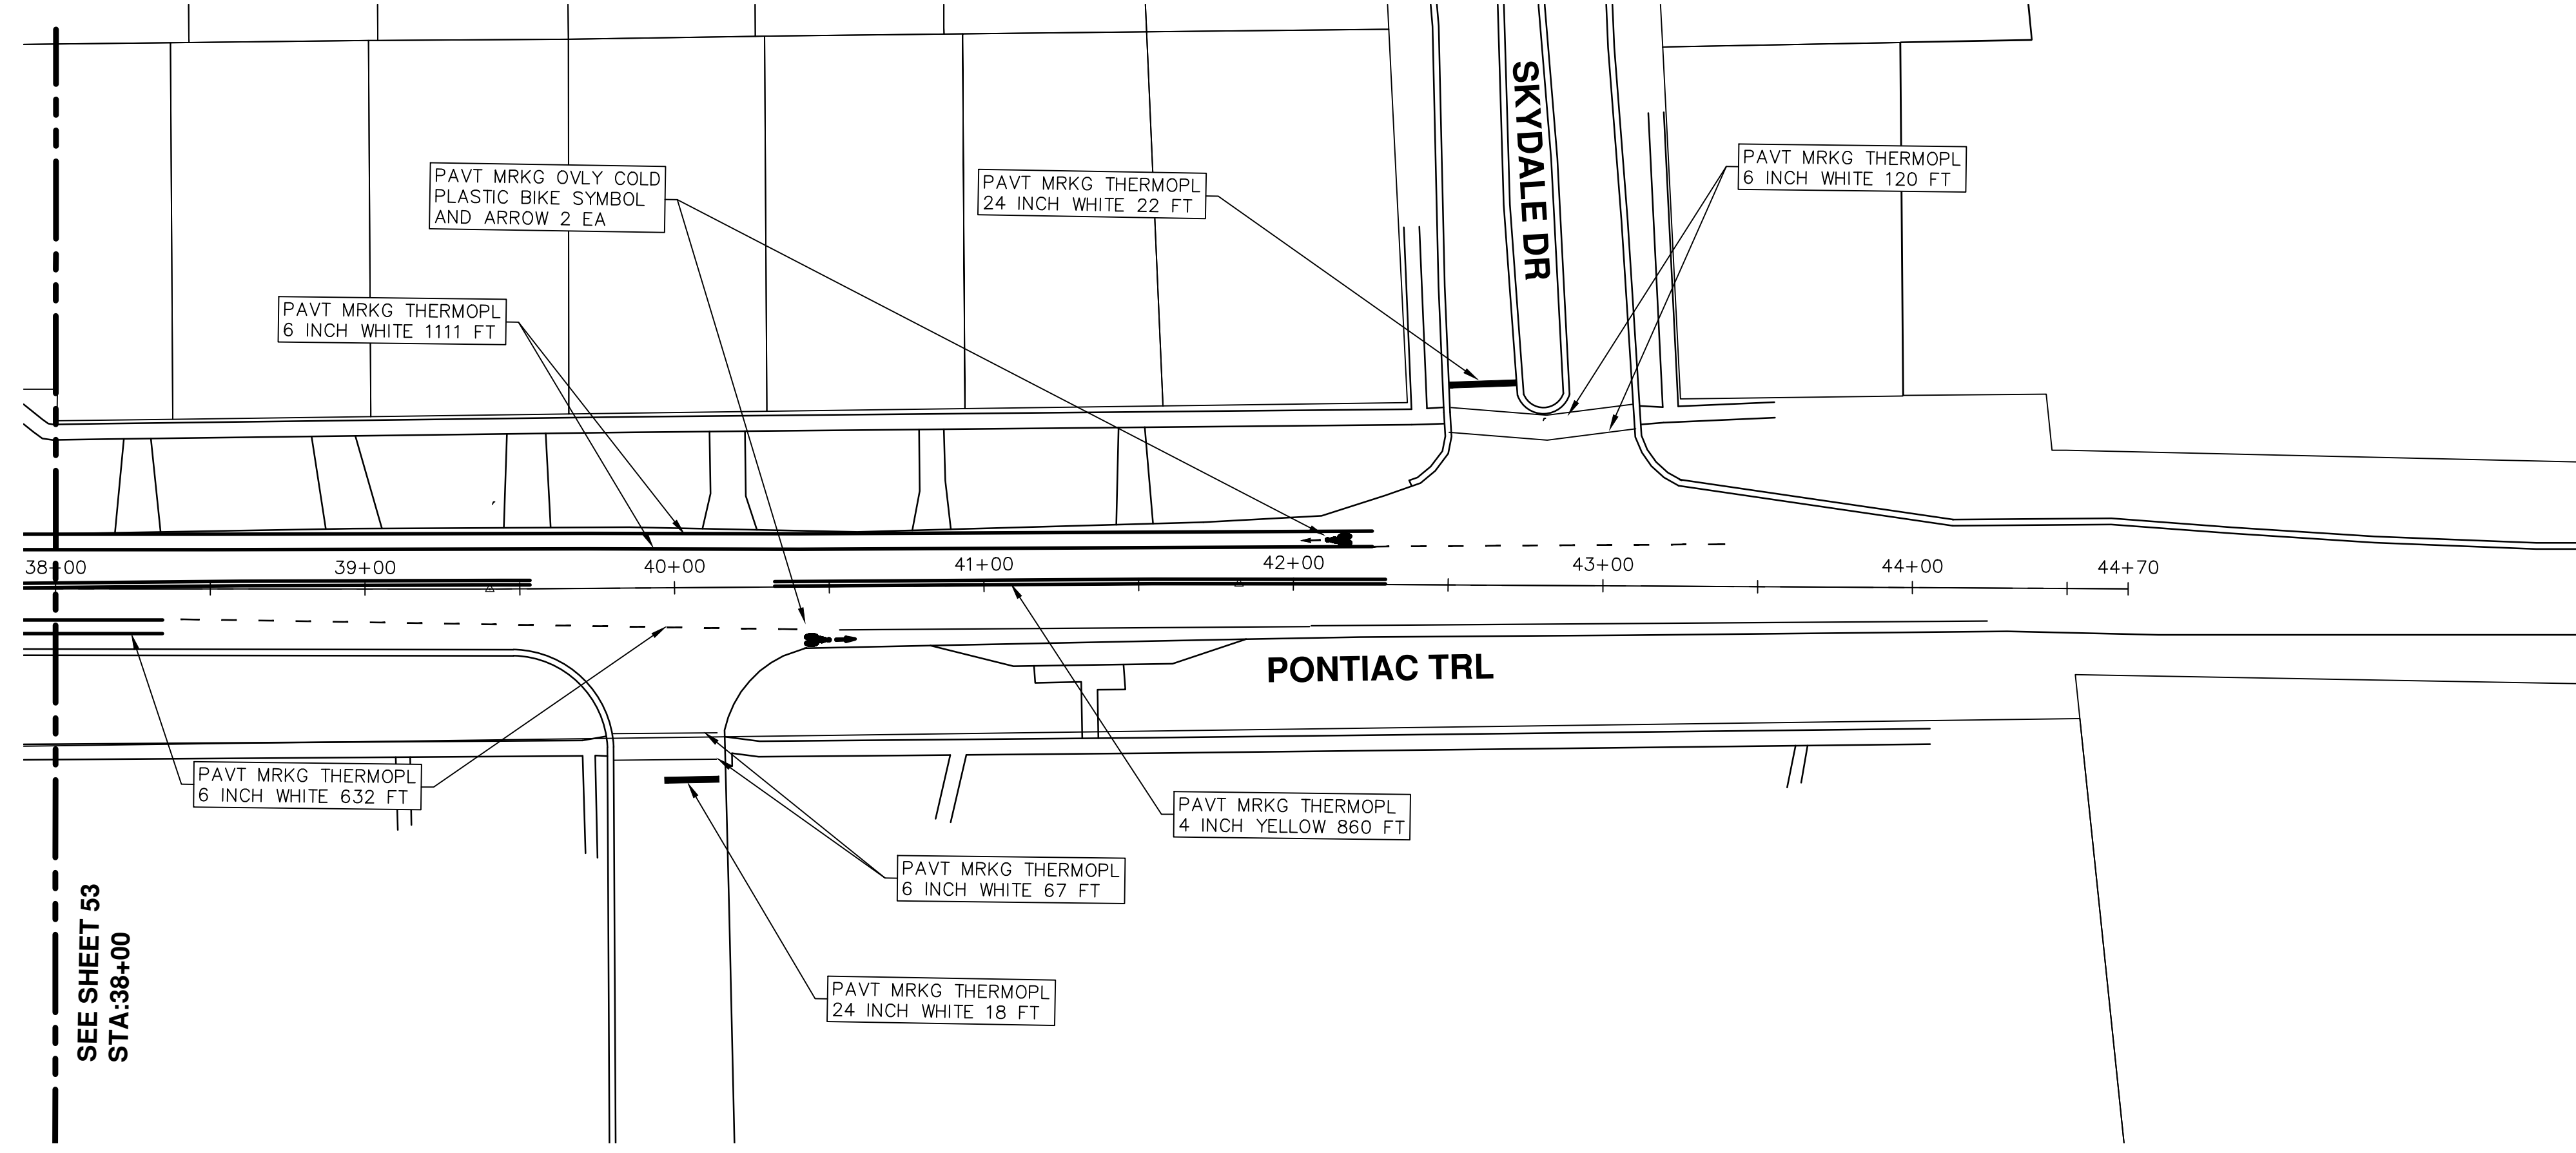 SKYDALE DR
PAVT MRKG THERMOPL
6 INCH WHITE 120 FT
PAVT MRKG OVLY COLD
PLASTIC BIKE SYMBOL
AND ARROW 2 EA
PAVT MRKG THERMOPL
24 INCH WHITE 22 FT
PAVT MRKG THERMOPL
6 INCH WHITE 1111 FT
38+00
39+00
40+00
41+00
42+00
43+00
44+00
44+70
PONTIAC TRL
PAVT MRKG THERMOPL
6 INCH WHITE 632 FT
PAVT MRKG THERMOPL
4 INCH YELLOW 860 FT
PAVT MRKG THERMOPL
6 INCH WHITE 67 FT
PAVT MRKG THERMOPL
24 INCH WHITE 18 FT
SEE SHEET 53
STA:38+00